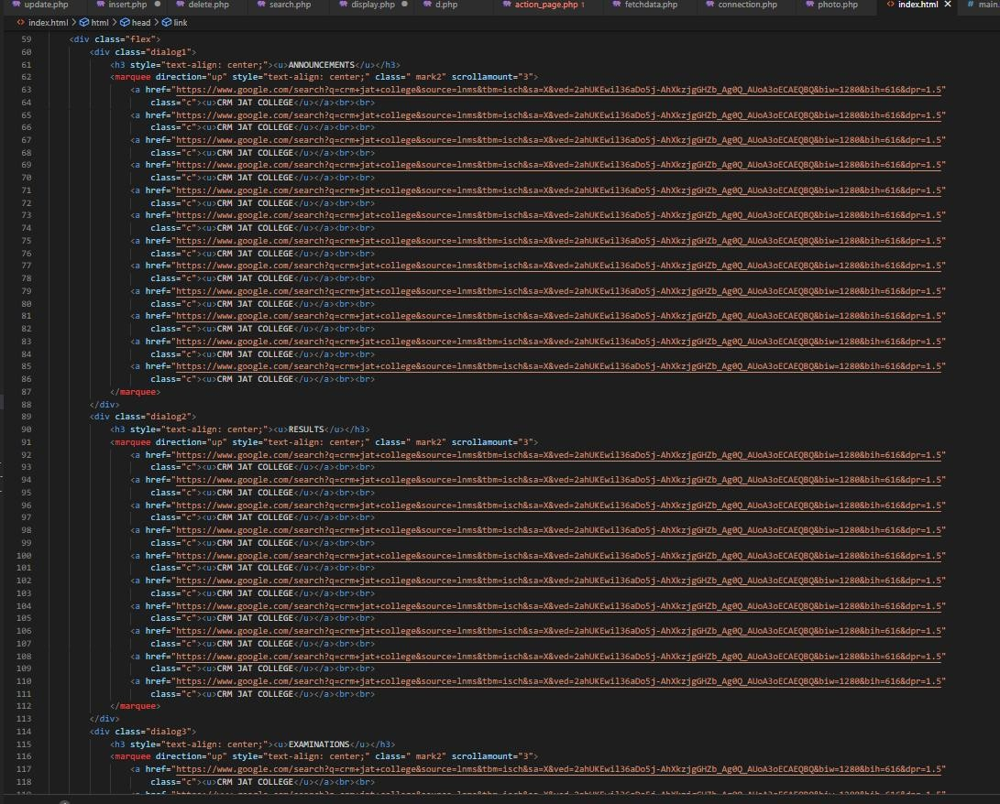 update.php insert.php delete.php search.php display.php d.php action_page.php 1 fetchdata.php connection.php photo.php index.html # main.
index.html > html > head > link
59 <div class="flex">
60 <div class="dialog1">
61 <h3 style="text-align: center;"><u>ANNOUNCEMENTS</u></h3>
62 <marquee direction="up" style="text-align: center;" class=" mark2" scrollamount="3">
63 <a href="https://www.google.com/search?q=crm+jat+college&source=lnms&tbm=isch&sa=X&ved=2ahUKEwil36aDo5j-AhXkzjgGHZb_Ag0Q_AUoA3oECAEQBQ&biw=1280&bih=616&dpr=1.5"
64 class="c"><u>CRM JAT COLLEGE</u></a><br><br>
65 <a href="https://www.google.com/search?q=crm+jat+college&source=lnms&tbm=isch&sa=X&ved=2ahUKEwil36aDo5j-AhXkzjgGHZb_Ag0Q_AUoA3oECAEQBQ&biw=1280&bih=616&dpr=1.5"
66 class="c"><u>CRM JAT COLLEGE</u></a><br><br>
67 <a href="https://www.google.com/search?q=crm+jat+college&source=lnms&tbm=isch&sa=X&ved=2ahUKEwil36aDo5j-AhXkzjgGHZb_Ag0Q_AUoA3oECAEQBQ&biw=1280&bih=616&dpr=1.5"
68 class="c"><u>CRM JAT COLLEGE</u></a><br><br>
69 <a href="https://www.google.com/search?q=crm+jat+college&source=lnms&tbm=isch&sa=X&ved=2ahUKEwil36aDo5j-AhXkzjgGHZb_Ag0Q_AUoA3oECAEQBQ&biw=1280&bih=616&dpr=1.5"
70 class="c"><u>CRM JAT COLLEGE</u></a><br><br>
71 <a href="https://www.google.com/search?q=crm+jat+college&source=lnms&tbm=isch&sa=X&ved=2ahUKEwil36aDo5j-AhXkzjgGHZb_Ag0Q_AUoA3oECAEQBQ&biw=1280&bih=616&dpr=1.5"
72 class="c"><u>CRM JAT COLLEGE</u></a><br><br>
73 <a href="https://www.google.com/search?q=crm+jat+college&source=lnms&tbm=isch&sa=X&ved=2ahUKEwil36aDo5j-AhXkzjgGHZb_Ag0Q_AUoA3oECAEQBQ&biw=1280&bih=616&dpr=1.5"
74 class="c"><u>CRM JAT COLLEGE</u></a><br><br>
75 <a href="https://www.google.com/search?q=crm+jat+college&source=lnms&tbm=isch&sa=X&ved=2ahUKEwil36aDo5j-AhXkzjgGHZb_Ag0Q_AUoA3oECAEQBQ&biw=1280&bih=616&dpr=1.5"
76 class="c"><u>CRM JAT COLLEGE</u></a><br><br>
77 <a href="https://www.google.com/search?q=crm+jat+college&source=lnms&tbm=isch&sa=X&ved=2ahUKEwil36aDo5j-AhXkzjgGHZb_Ag0Q_AUoA3oECAEQBQ&biw=1280&bih=616&dpr=1.5"
78 class="c"><u>CRM JAT COLLEGE</u></a><br><br>
79 <a href="https://www.google.com/search?q=crm+jat+college&source=lnms&tbm=isch&sa=X&ved=2ahUKEwil36aDo5j-AhXkzjgGHZb_Ag0Q_AUoA3oECAEQBQ&biw=1280&bih=616&dpr=1.5"
80 class="c"><u>CRM JAT COLLEGE</u></a><br><br>
81 <a href="https://www.google.com/search?q=crm+jat+college&source=lnms&tbm=isch&sa=X&ved=2ahUKEwil36aDo5j-AhXkzjgGHZb_Ag0Q_AUoA3oECAEQBQ&biw=1280&bih=616&dpr=1.5"
82 class="c"><u>CRM JAT COLLEGE</u></a><br><br>
83 <a href="https://www.google.com/search?q=crm+jat+college&source=lnms&tbm=isch&sa=X&ved=2ahUKEwil36aDo5j-AhXkzjgGHZb_Ag0Q_AUoA3oECAEQBQ&biw=1280&bih=616&dpr=1.5"
84 class="c"><u>CRM JAT COLLEGE</u></a><br><br>
85 <a href="https://www.google.com/search?q=crm+jat+college&source=lnms&tbm=isch&sa=X&ved=2ahUKEwil36aDo5j-AhXkzjgGHZb_Ag0Q_AUoA3oECAEQBQ&biw=1280&bih=616&dpr=1.5"
86 class="c"><u>CRM JAT COLLEGE</u></a><br><br>
87 </marquee>
88 </div>
89 <div class="dialog2">
90 <h3 style="text-align: center;"><u>RESULTS</u></h3>
91 <marquee direction="up" style="text-align: center;" class=" mark2" scrollamount="3">
92 <a href="https://www.google.com/search?q=crm+jat+college&source=lnms&tbm=isch&sa=X&ved=2ahUKEwil36aDo5j-AhXkzjgGHZb_Ag0Q_AUoA3oECAEQBQ&biw=1280&bih=616&dpr=1.5"
93 class="c"><u>CRM JAT COLLEGE</u></a><br><br>
94 <a href="https://www.google.com/search?q=crm+jat+college&source=lnms&tbm=isch&sa=X&ved=2ahUKEwil36aDo5j-AhXkzjgGHZb_Ag0Q_AUoA3oECAEQBQ&biw=1280&bih=616&dpr=1.5"
95 class="c"><u>CRM JAT COLLEGE</u></a><br><br>
96 <a href="https://www.google.com/search?q=crm+jat+college&source=lnms&tbm=isch&sa=X&ved=2ahUKEwil36aDo5j-AhXkzjgGHZb_Ag0Q_AUoA3oECAEQBQ&biw=1280&bih=616&dpr=1.5"
97 class="c"><u>CRM JAT COLLEGE</u></a><br><br>
98 <a href="https://www.google.com/search?q=crm+jat+college&source=lnms&tbm=isch&sa=X&ved=2ahUKEwil36aDo5j-AhXkzjgGHZb_Ag0Q_AUoA3oECAEQBQ&biw=1280&bih=616&dpr=1.5"
99 class="c"><u>CRM JAT COLLEGE</u></a><br><br>
100 <a href="https://www.google.com/search?q=crm+jat+college&source=lnms&tbm=isch&sa=X&ved=2ahUKEwil36aDo5j-AhXkzjgGHZb_Ag0Q_AUoA3oECAEQBQ&biw=1280&bih=616&dpr=1.5"
101 class="c"><u>CRM JAT COLLEGE</u></a><br><br>
102 <a href="https://www.google.com/search?q=crm+jat+college&source=lnms&tbm=isch&sa=X&ved=2ahUKEwil36aDo5j-AhXkzjgGHZb_Ag0Q_AUoA3oECAEQBQ&biw=1280&bih=616&dpr=1.5"
103 class="c"><u>CRM JAT COLLEGE</u></a><br><br>
104 <a href="https://www.google.com/search?q=crm+jat+college&source=lnms&tbm=isch&sa=X&ved=2ahUKEwil36aDo5j-AhXkzjgGHZb_Ag0Q_AUoA3oECAEQBQ&biw=1280&bih=616&dpr=1.5"
105 class="c"><u>CRM JAT COLLEGE</u></a><br><br>
106 <a href="https://www.google.com/search?q=crm+jat+college&source=lnms&tbm=isch&sa=X&ved=2ahUKEwil36aDo5j-AhXkzjgGHZb_Ag0Q_AUoA3oECAEQBQ&biw=1280&bih=616&dpr=1.5"
107 class="c"><u>CRM JAT COLLEGE</u></a><br><br>
108 <a href="https://www.google.com/search?q=crm+jat+college&source=lnms&tbm=isch&sa=X&ved=2ahUKEwil36aDo5j-AhXkzjgGHZb_Ag0Q_AUoA3oECAEQBQ&biw=1280&bih=616&dpr=1.5"
109 class="c"><u>CRM JAT COLLEGE</u></a><br><br>
110 <a href="https://www.google.com/search?q=crm+jat+college&source=lnms&tbm=isch&sa=X&ved=2ahUKEwil36aDo5j-AhXkzjgGHZb_Ag0Q_AUoA3oECAEQBQ&biw=1280&bih=616&dpr=1.5"
111 class="c"><u>CRM JAT COLLEGE</u></a><br><br>
112 </marquee>
113 </div>
114 <div class="dialog3">
115 <h3 style="text-align: center;"><u>EXAMINATIONS</u></h3>
116 <marquee direction="up" style="text-align: center;" class=" mark2" scrollamount="3">
117 <a href="https://www.google.com/search?q=crm+jat+college&source=lnms&tbm=isch&sa=X&ved=2ahUKEwil36aDo5j-AhXkzjgGHZb_Ag0Q_AUoA3oECAEQBQ&biw=1280&bih=616&dpr=1.5"
118 class="c"><u>CRM JAT COLLEGE</u></a><br><br>